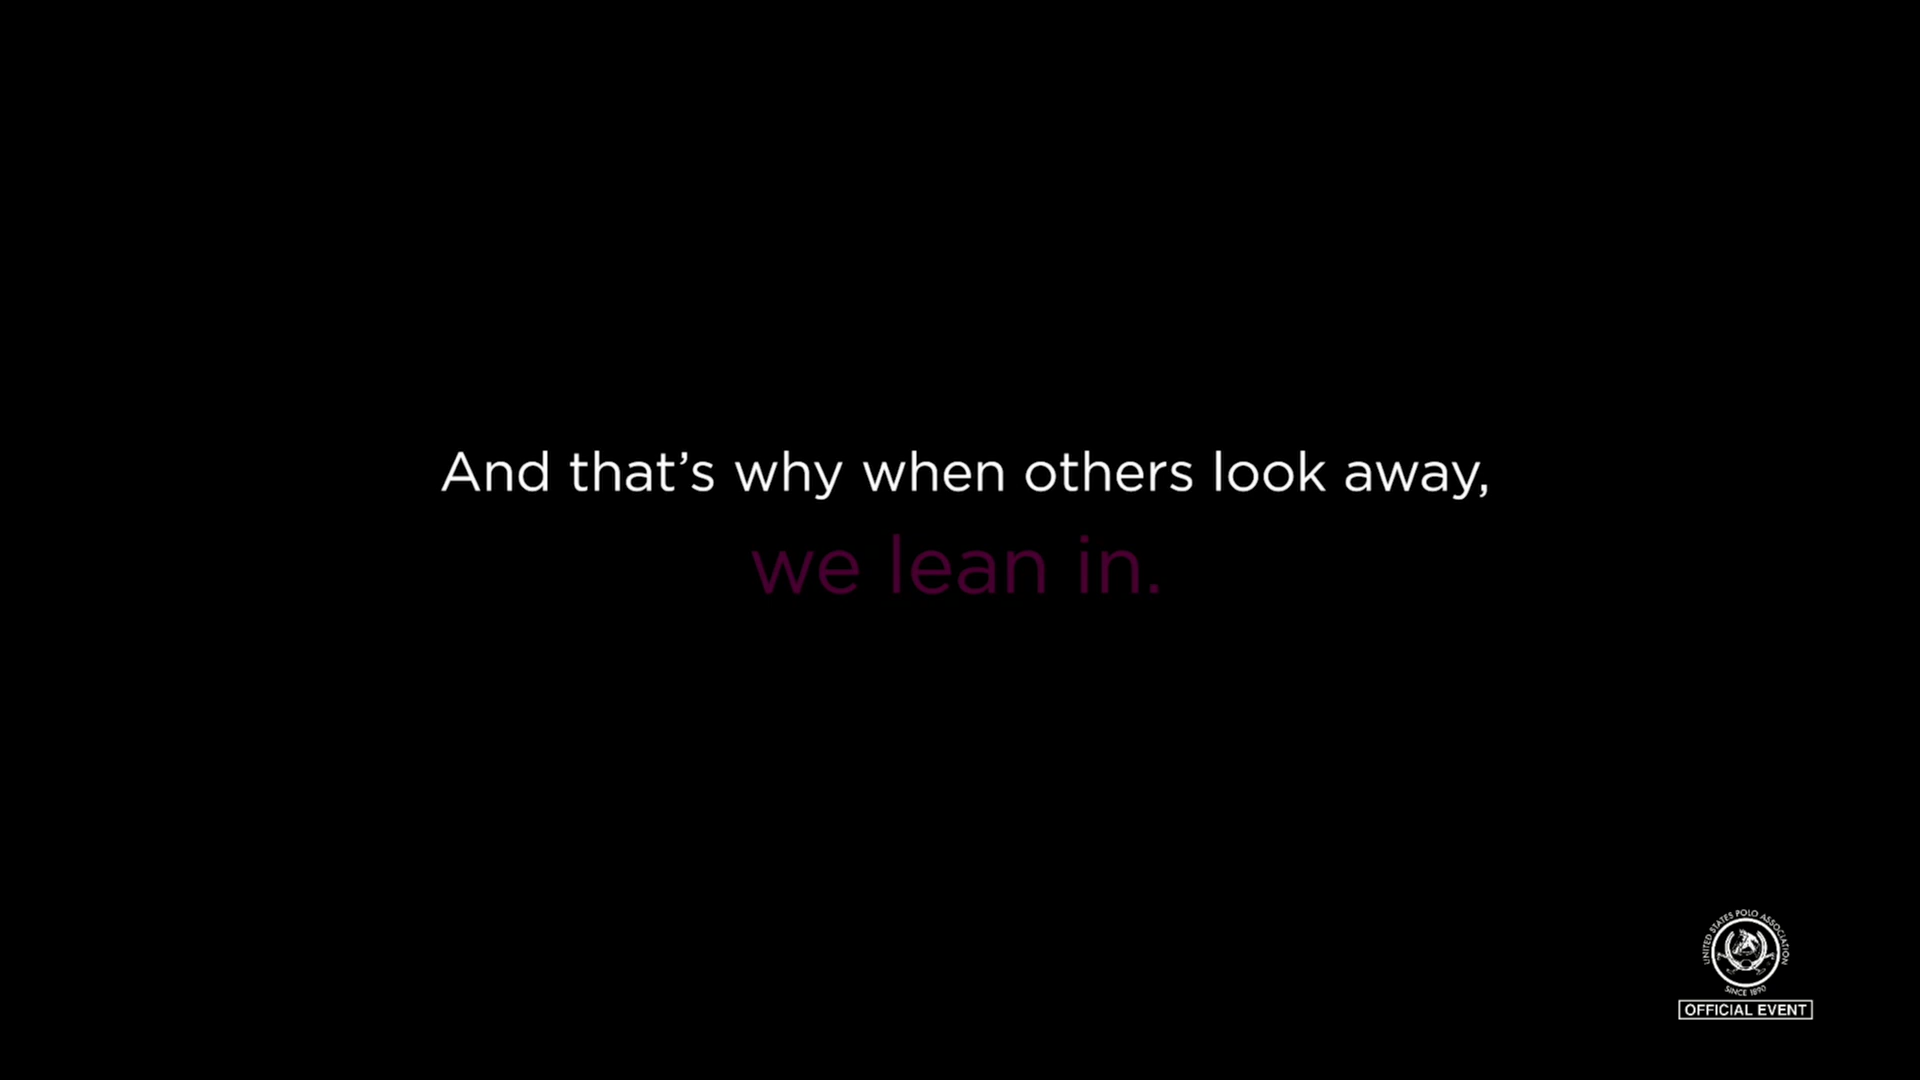 And that’s why when others look away,
we lean in.
UNITED STATES POLO ASSOCIATION
SINCE 1890
OFFICIAL EVENT